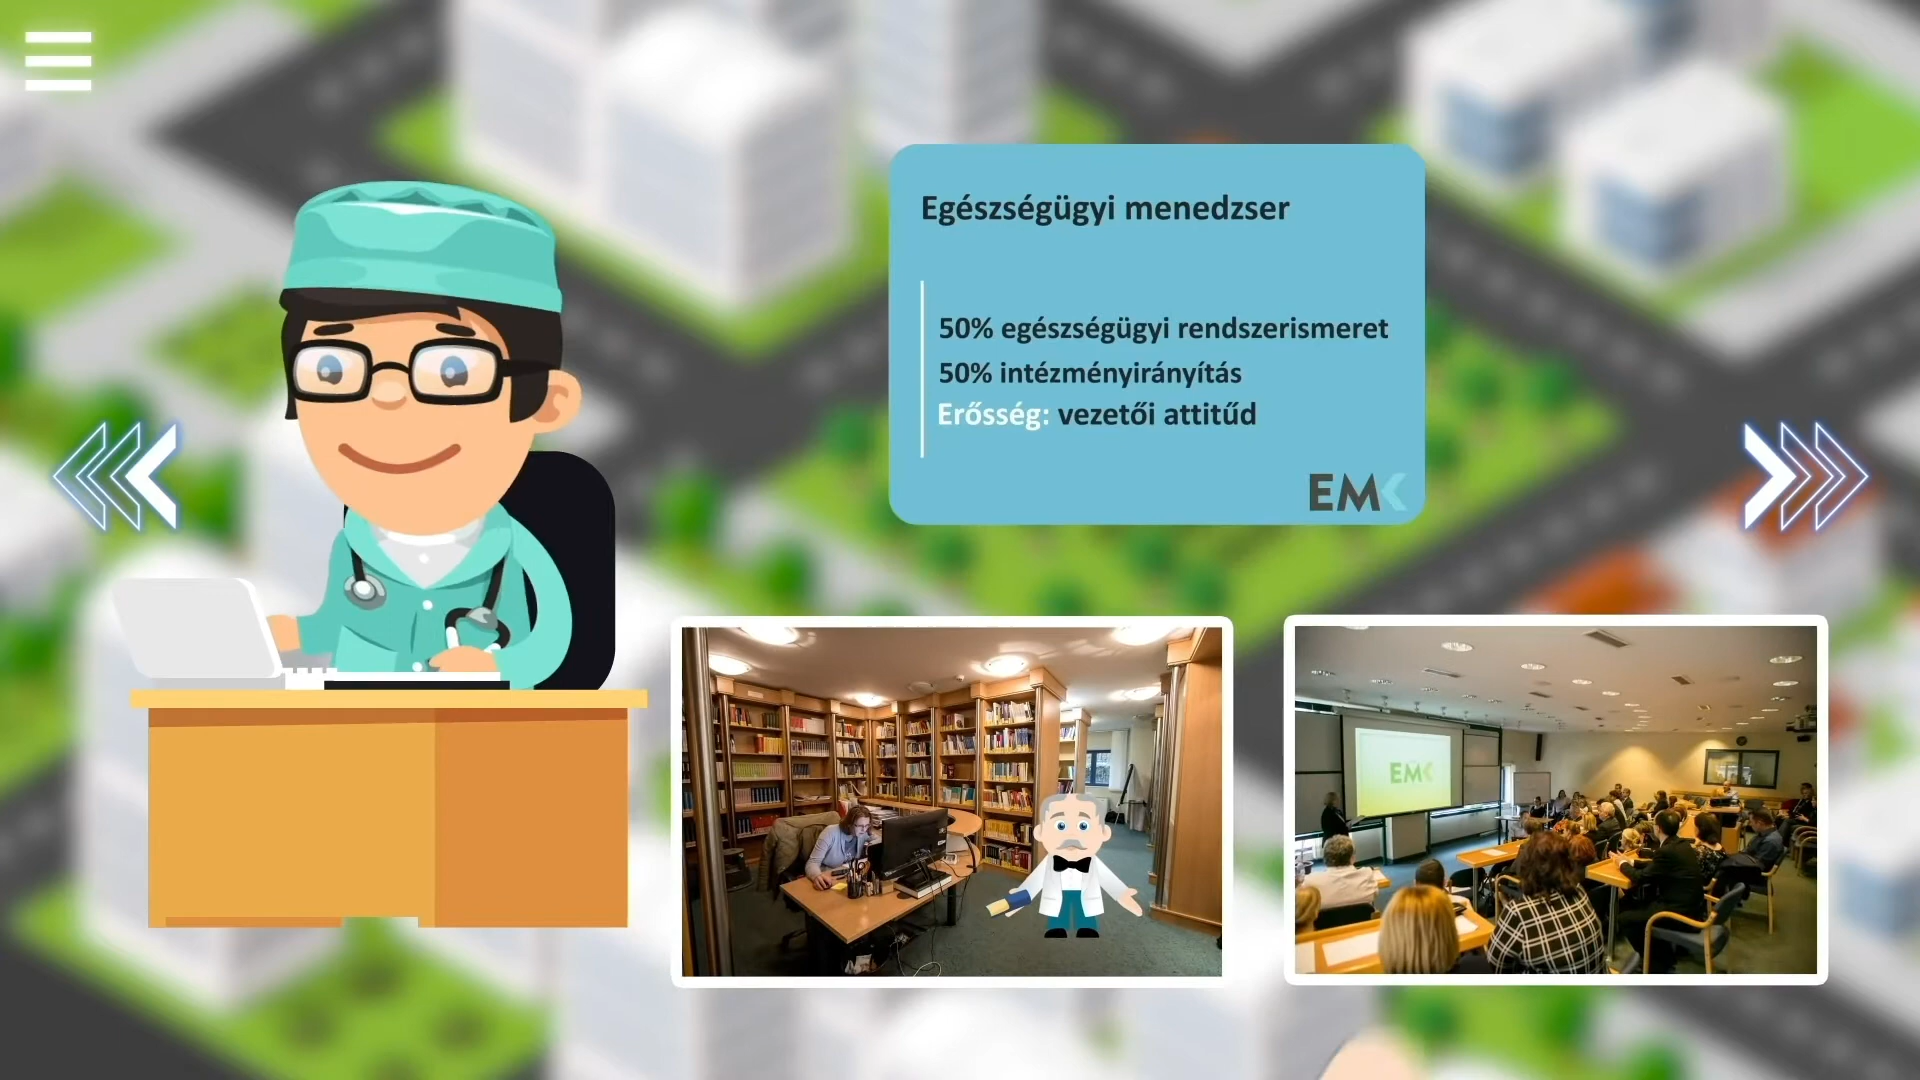 Egészségügyi menedzser
50% egészségügyi rendszerismeret
50% intézményirányítás
Erősség: vezetői attitűd
EMK
EMK